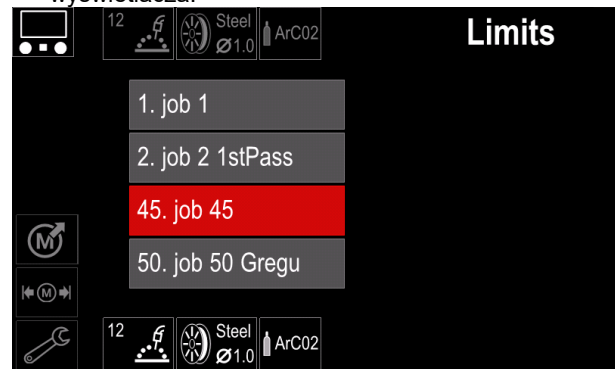 12 Steel ø1.0 ArC02 Limits
1. job 1
2. job 2 1stPass
45. job 45
50. job 50 Gregu
M
M
12 Steel ø1.0 ArC02